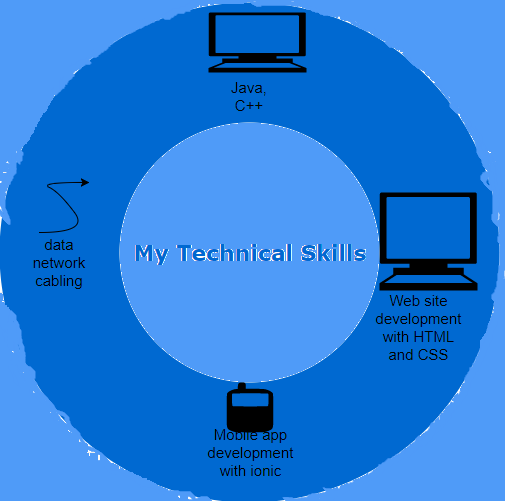 Java,
C++
My Technical Skills
data
network
cabling
Web site
development
with HTML
and CSS
Mobile app
development
with ionic